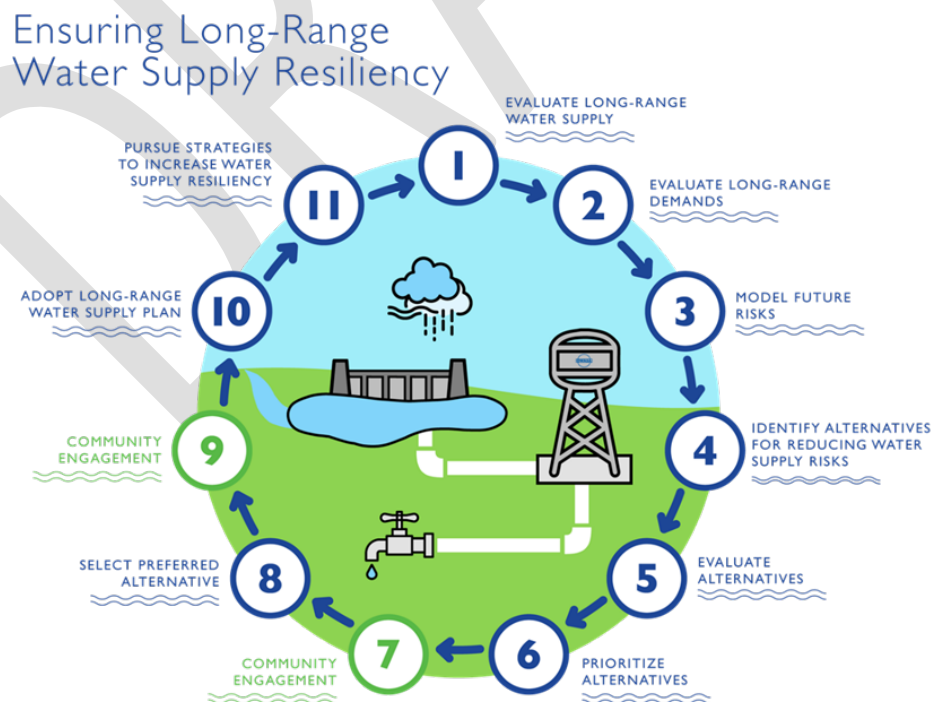 Ensuring Long-Range
Water Supply Resiliency
1
EVALUATE LONG-RANGE
WATER SUPPLY
2
EVALUATE LONG-RANGE
DEMANDS
3
MODEL FUTURE
RISKS
4
IDENTIFY ALTERNATIVES
FOR REDUCING WATER
SUPPLY RISKS
5
EVALUATE
ALTERNATIVES
6
PRIORITIZE
ALTERNATIVES
7
COMMUNITY
ENGAGEMENT
8
SELECT PREFERRED
ALTERNATIVE
9
COMMUNITY
ENGAGEMENT
10
ADOPT LONG-RANGE
WATER SUPPLY PLAN
11
PURSUE STRATEGIES
TO INCREASE WATER
SUPPLY RESILIENCY